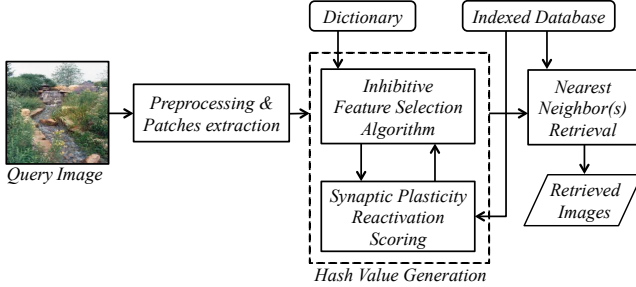 Dictionary
Indexed Database
Preprocessing &
Patches extraction
Inhibitive
Feature Selection
Algorithm
Nearest
Neighbor(s)
Retrieval
Query Image
Synaptic Plasticity
Reactivation
Scoring
Retrieved
Images
Hash Value Generation